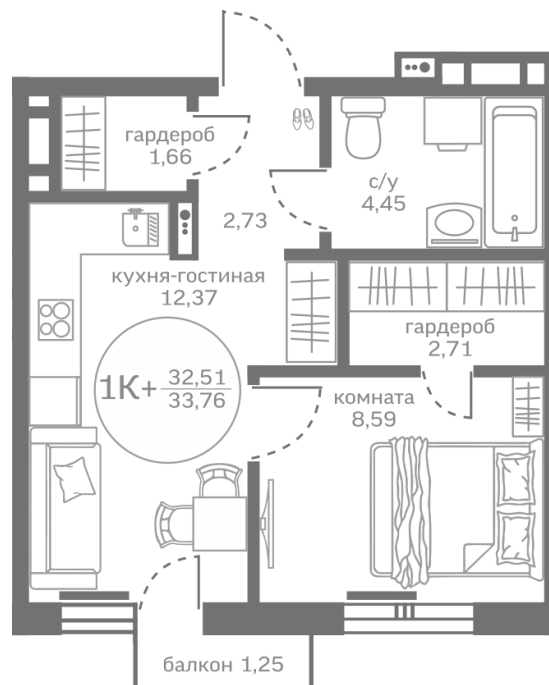 гардероб
1,66
2,73
с/у
4,45
кухня-гостиная
12,37
гардероб
2,71
1К+ 32,51
33,76
комната
8,59
балкон 1,25